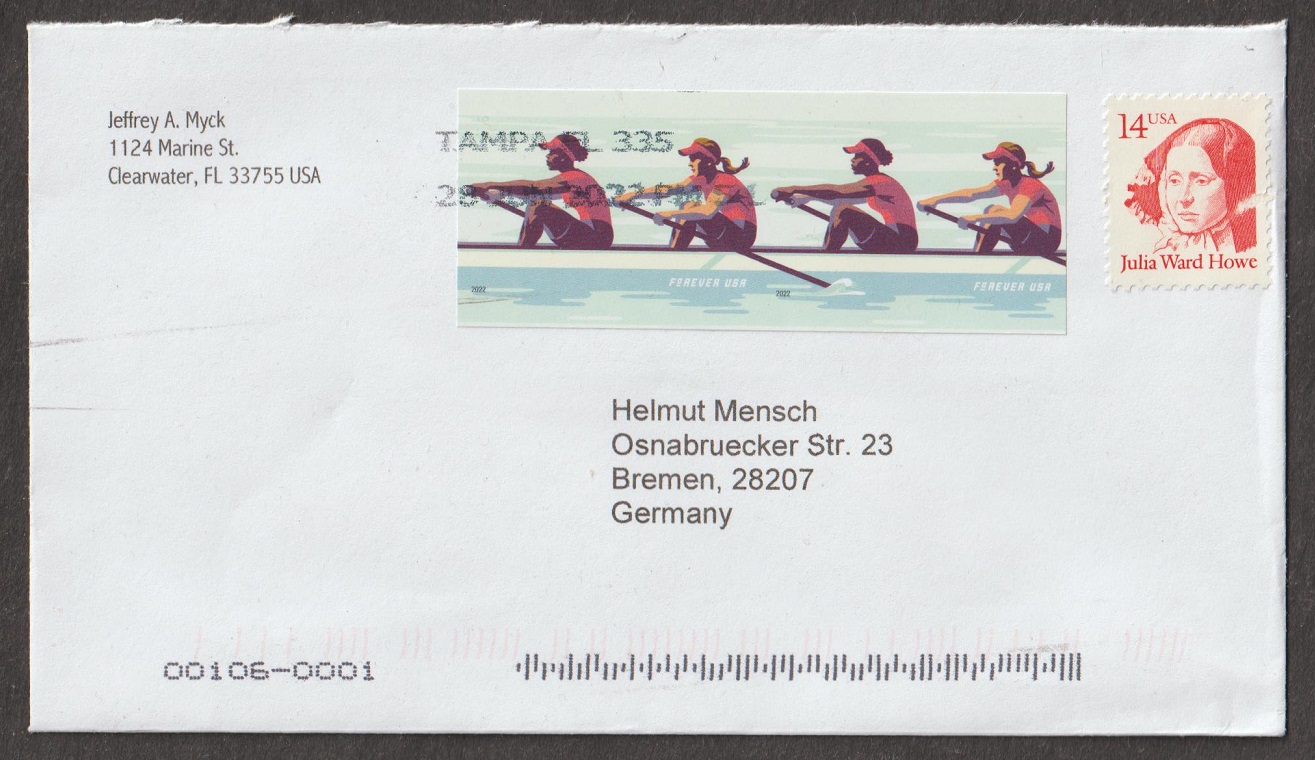 Jeffrey A. Myck
1124 Marine St.
Clearwater, FL 33755 USA
TAMPA FL 335
2022
FOREVER USA
2022
FOREVER USA
14 USA
Julia Ward Howe
Helmut Mensch
Osnabruecker Str. 23
Bremen, 28207
Germany
00106-0001